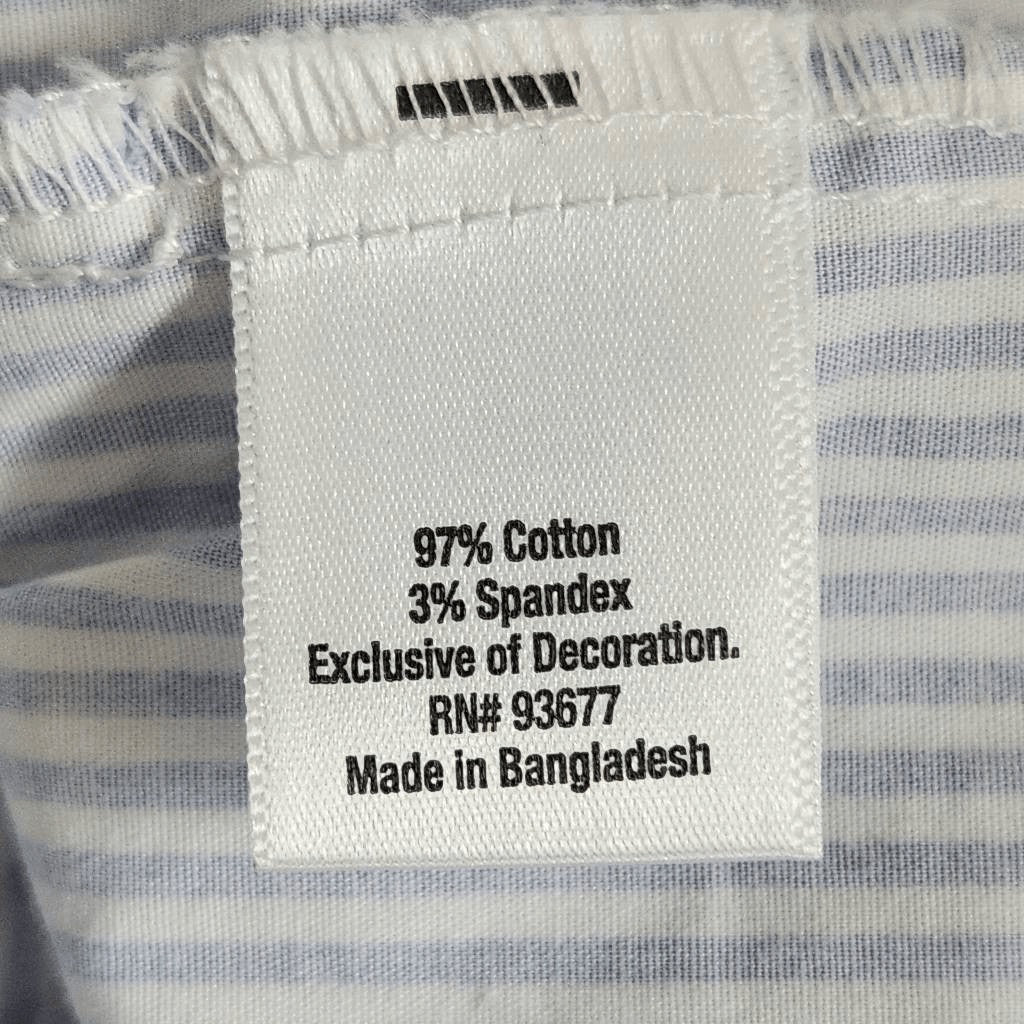 97% Cotton
3% Spandex
Exclusive of Decoration.
RN# 93677
Made in Bangladesh